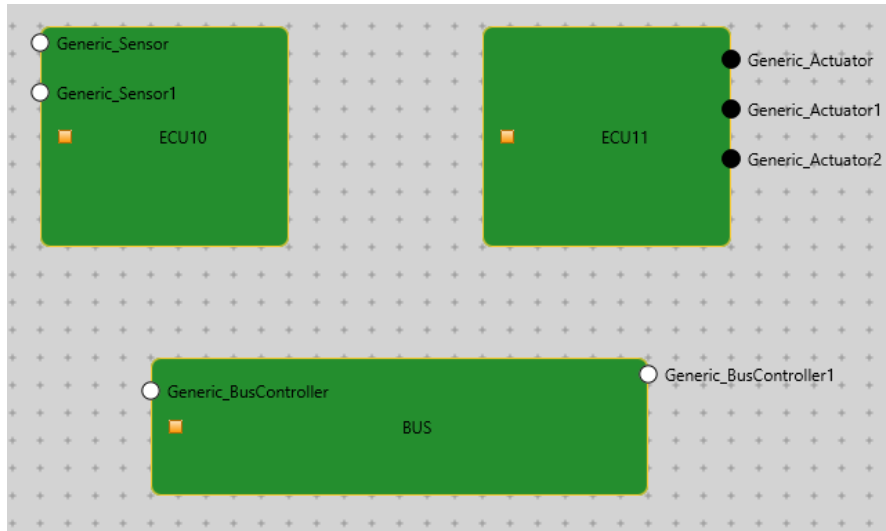 Generic_Sensor
Generic_Sensor1
ECU10
Generic_Actuator
Generic_Actuator1
ECU11
Generic_Actuator2
Generic_BusController
Generic_BusController1
BUS